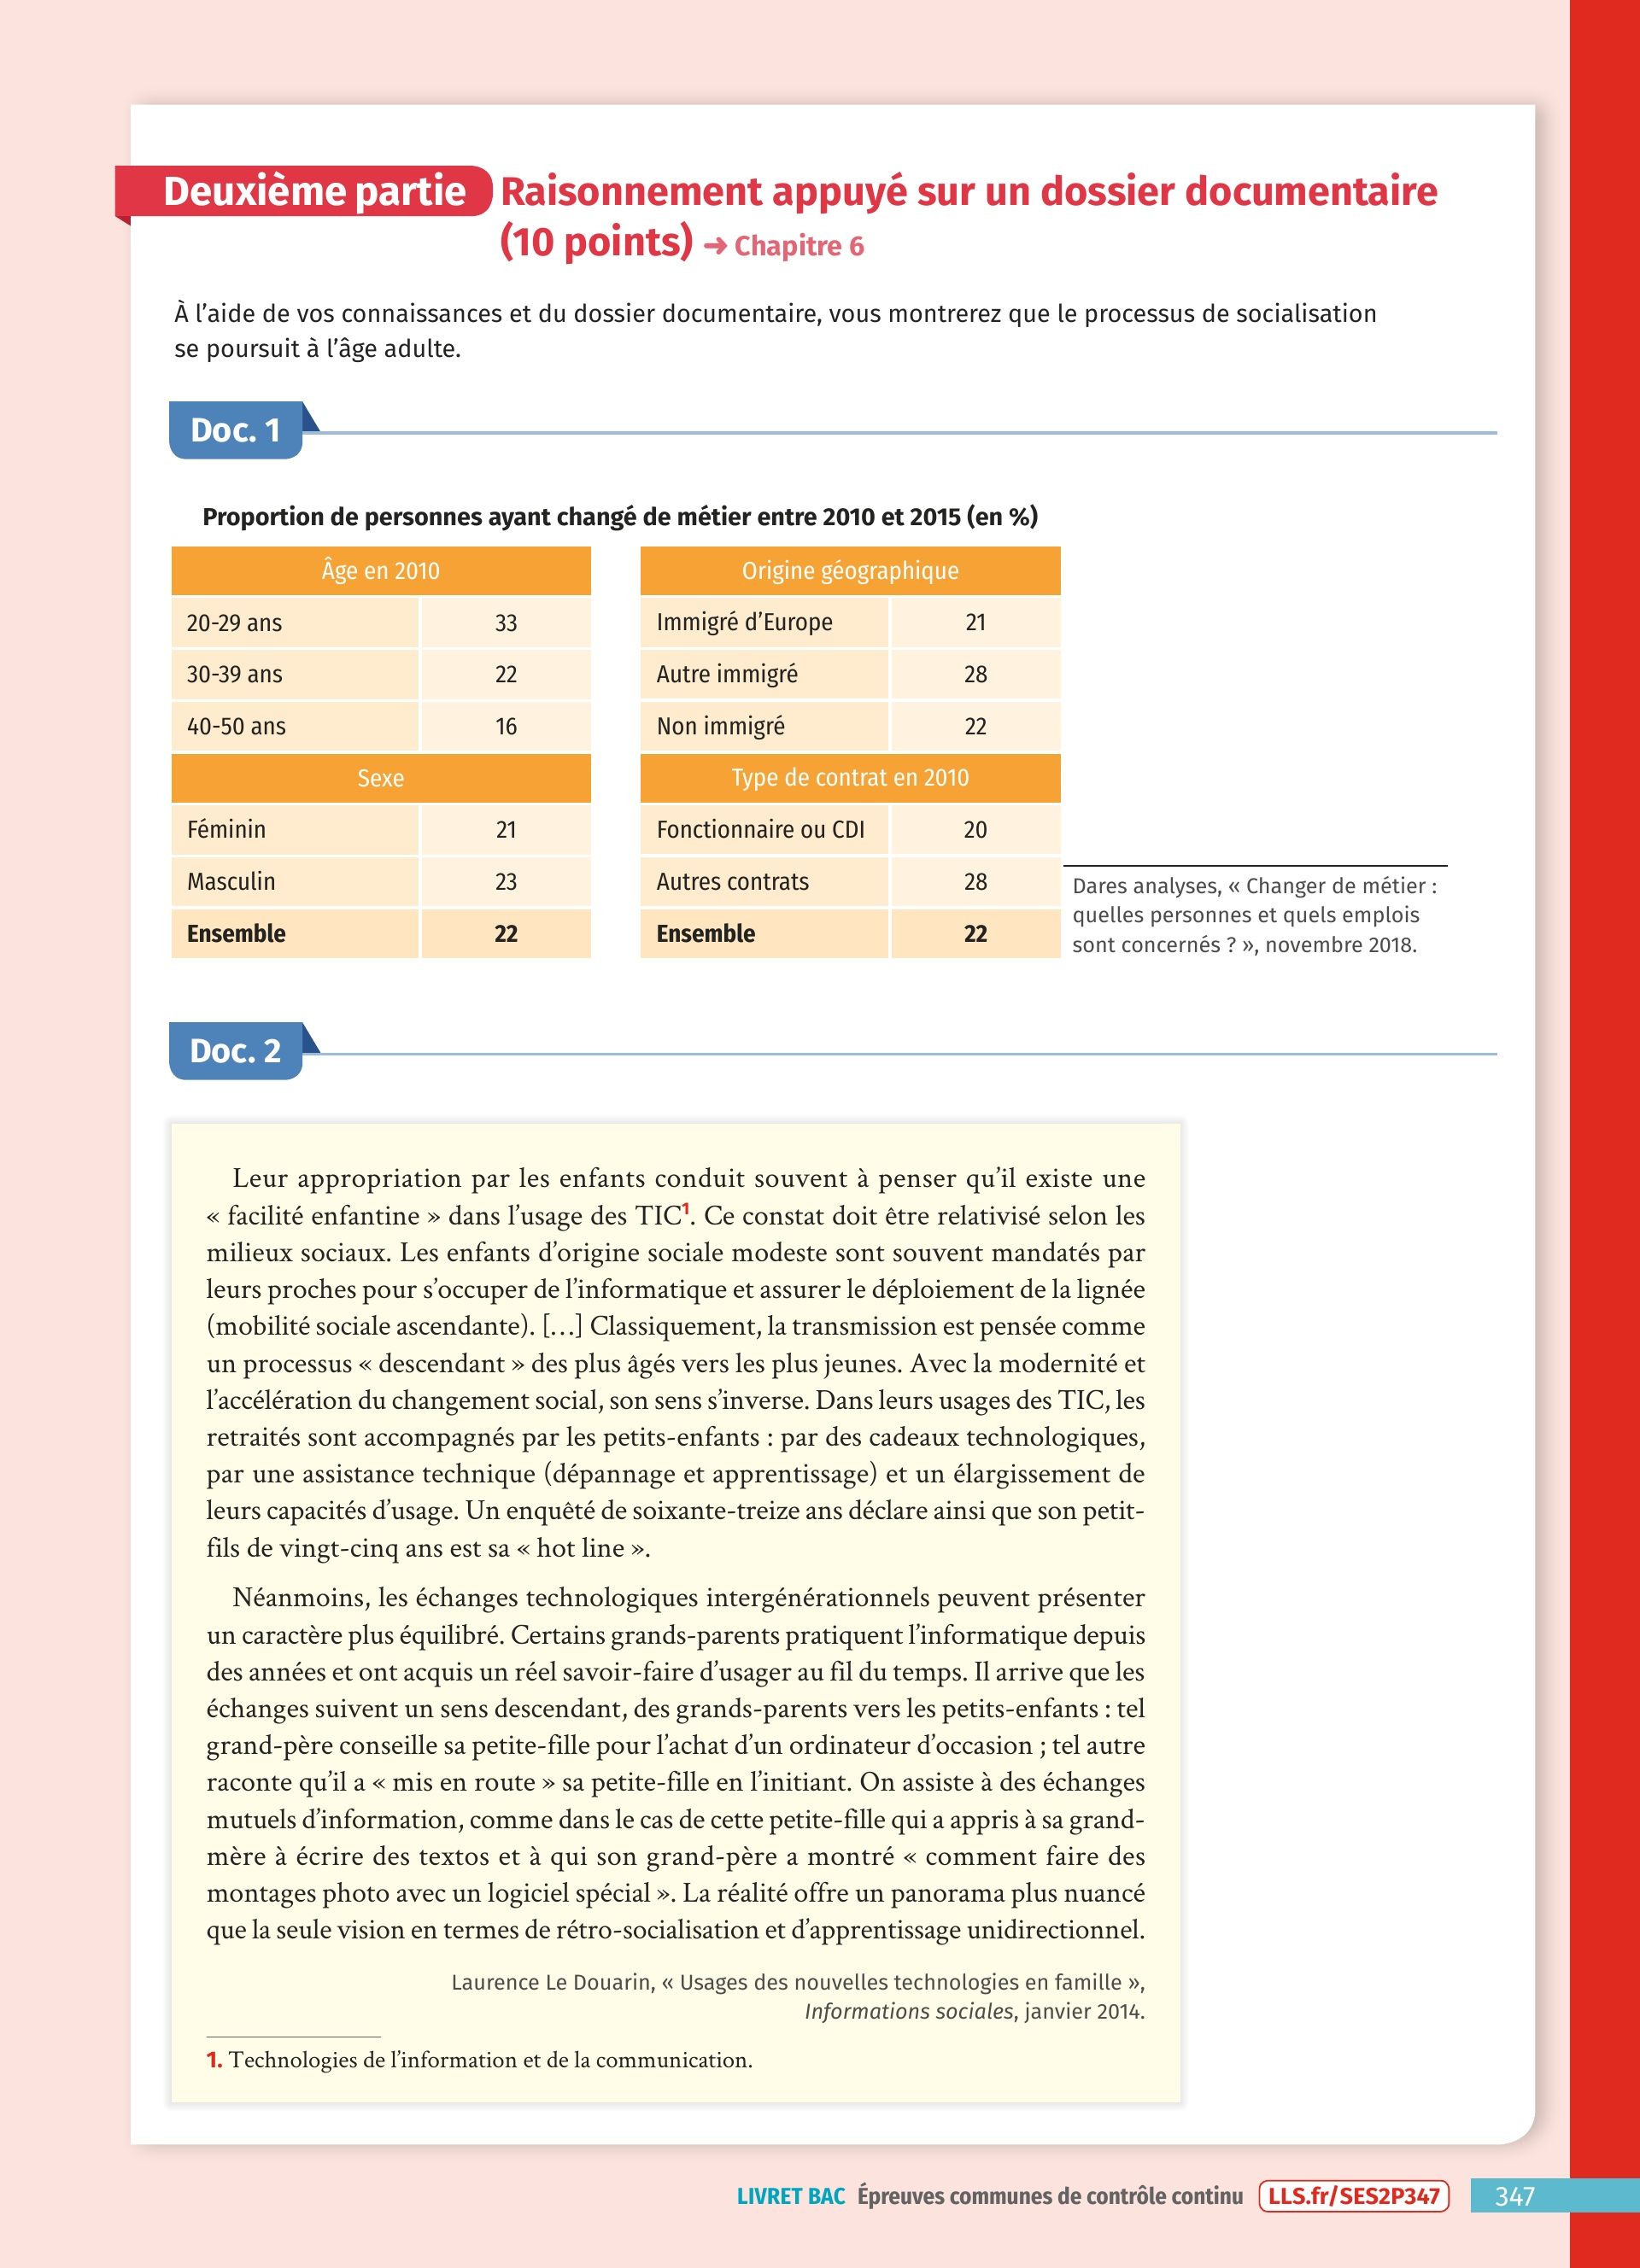 Deuxième partie Raisonnement appuyé sur un dossier documentaire
(10 points) ➜ Chapitre 6
À l’aide de vos connaissances et du dossier documentaire, vous montrerez que le processus de socialisation
se poursuit à l’âge adulte.
Doc. 1
Proportion de personnes ayant changé de métier entre 2010 et 2015 (en %)
Âge en 2010
20-29 ans 33
30-39 ans 22
40-50 ans 16
Sexe
Féminin 21
Masculin 23
Ensemble 22
Origine géographique
Immigré d’Europe 21
Autre immigré 28
Non immigré 22
Type de contrat en 2010
Fonctionnaire ou CDI 20
Autres contrats 28
Ensemble 22
Dares analyses, « Changer de métier :
quelles personnes et quels emplois
sont concernés ? », novembre 2018.
Doc. 2
Leur appropriation par les enfants conduit souvent à penser qu’il existe une
« facilité enfantine » dans l’usage des TIC1. Ce constat doit être relativisé selon les
milieux sociaux. Les enfants d’origine sociale modeste sont souvent mandatés par
leurs proches pour s’occuper de l’informatique et assurer le déploiement de la lignée
(mobilité sociale ascendante). […] Classiquement, la transmission est pensée comme
un processus « descendant » des plus âgés vers les plus jeunes. Avec la modernité et
l’accélération du changement social, son sens s’inverse. Dans leurs usages des TIC, les
retraités sont accompagnés par les petits-enfants : par des cadeaux technologiques,
par une assistance technique (dépannage et apprentissage) et un élargissement de
leurs capacités d’usage. Un enquêté de soixante-treize ans déclare ainsi que son petit-
fils de vingt-cinq ans est sa « hot line ».
Néanmoins, les échanges technologiques intergénérationnels peuvent présenter
un caractère plus équilibré. Certains grands-parents pratiquent l’informatique depuis
des années et ont acquis un réel savoir-faire d’usager au fil du temps. Il arrive que les
échanges suivent un sens descendant, des grands-parents vers les petits-enfants : tel
grand-père conseille sa petite-fille pour l’achat d’un ordinateur d’occasion ; tel autre
raconte qu’il a « mis en route » sa petite-fille en l’initiant. On assiste à des échanges
mutuels d’information, comme dans le cas de cette petite-fille qui a appris à sa grand-
mère à écrire des textos et à qui son grand-père a montré « comment faire des
montages photo avec un logiciel spécial ». La réalité offre un panorama plus nuancé
que la seule vision en termes de rétro-socialisation et d’apprentissage unidirectionnel.
Laurence Le Douarin, « Usages des nouvelles technologies en famille »,
Informations sociales, janvier 2014.
1. Technologies de l’information et de la communication.
LIVRET BAC Épreuves communes de contrôle continu LLS.fr/SES2P347 347